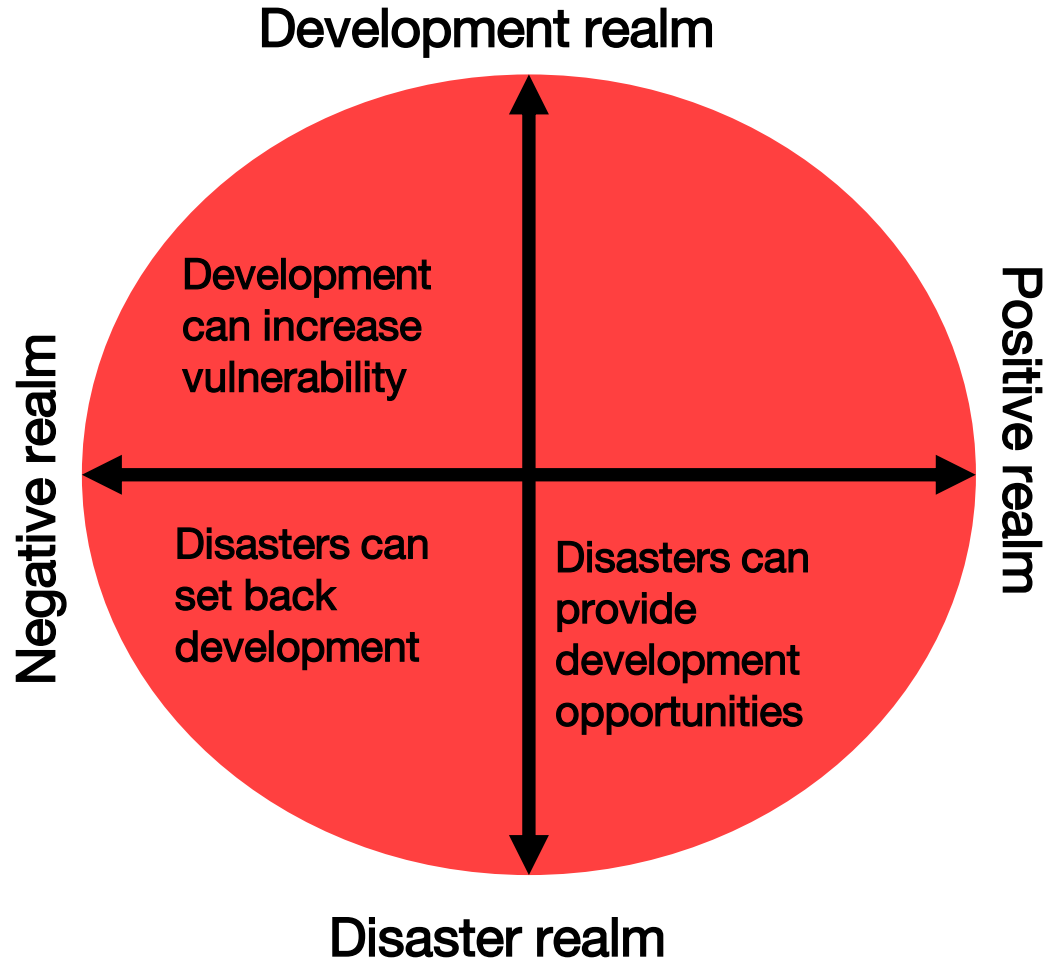 Development realm
Development
can increase
vulnerability
Positive realm
Negative realm
Disasters can
set back
development
Disasters can
provide
development
opportunities
Disaster realm